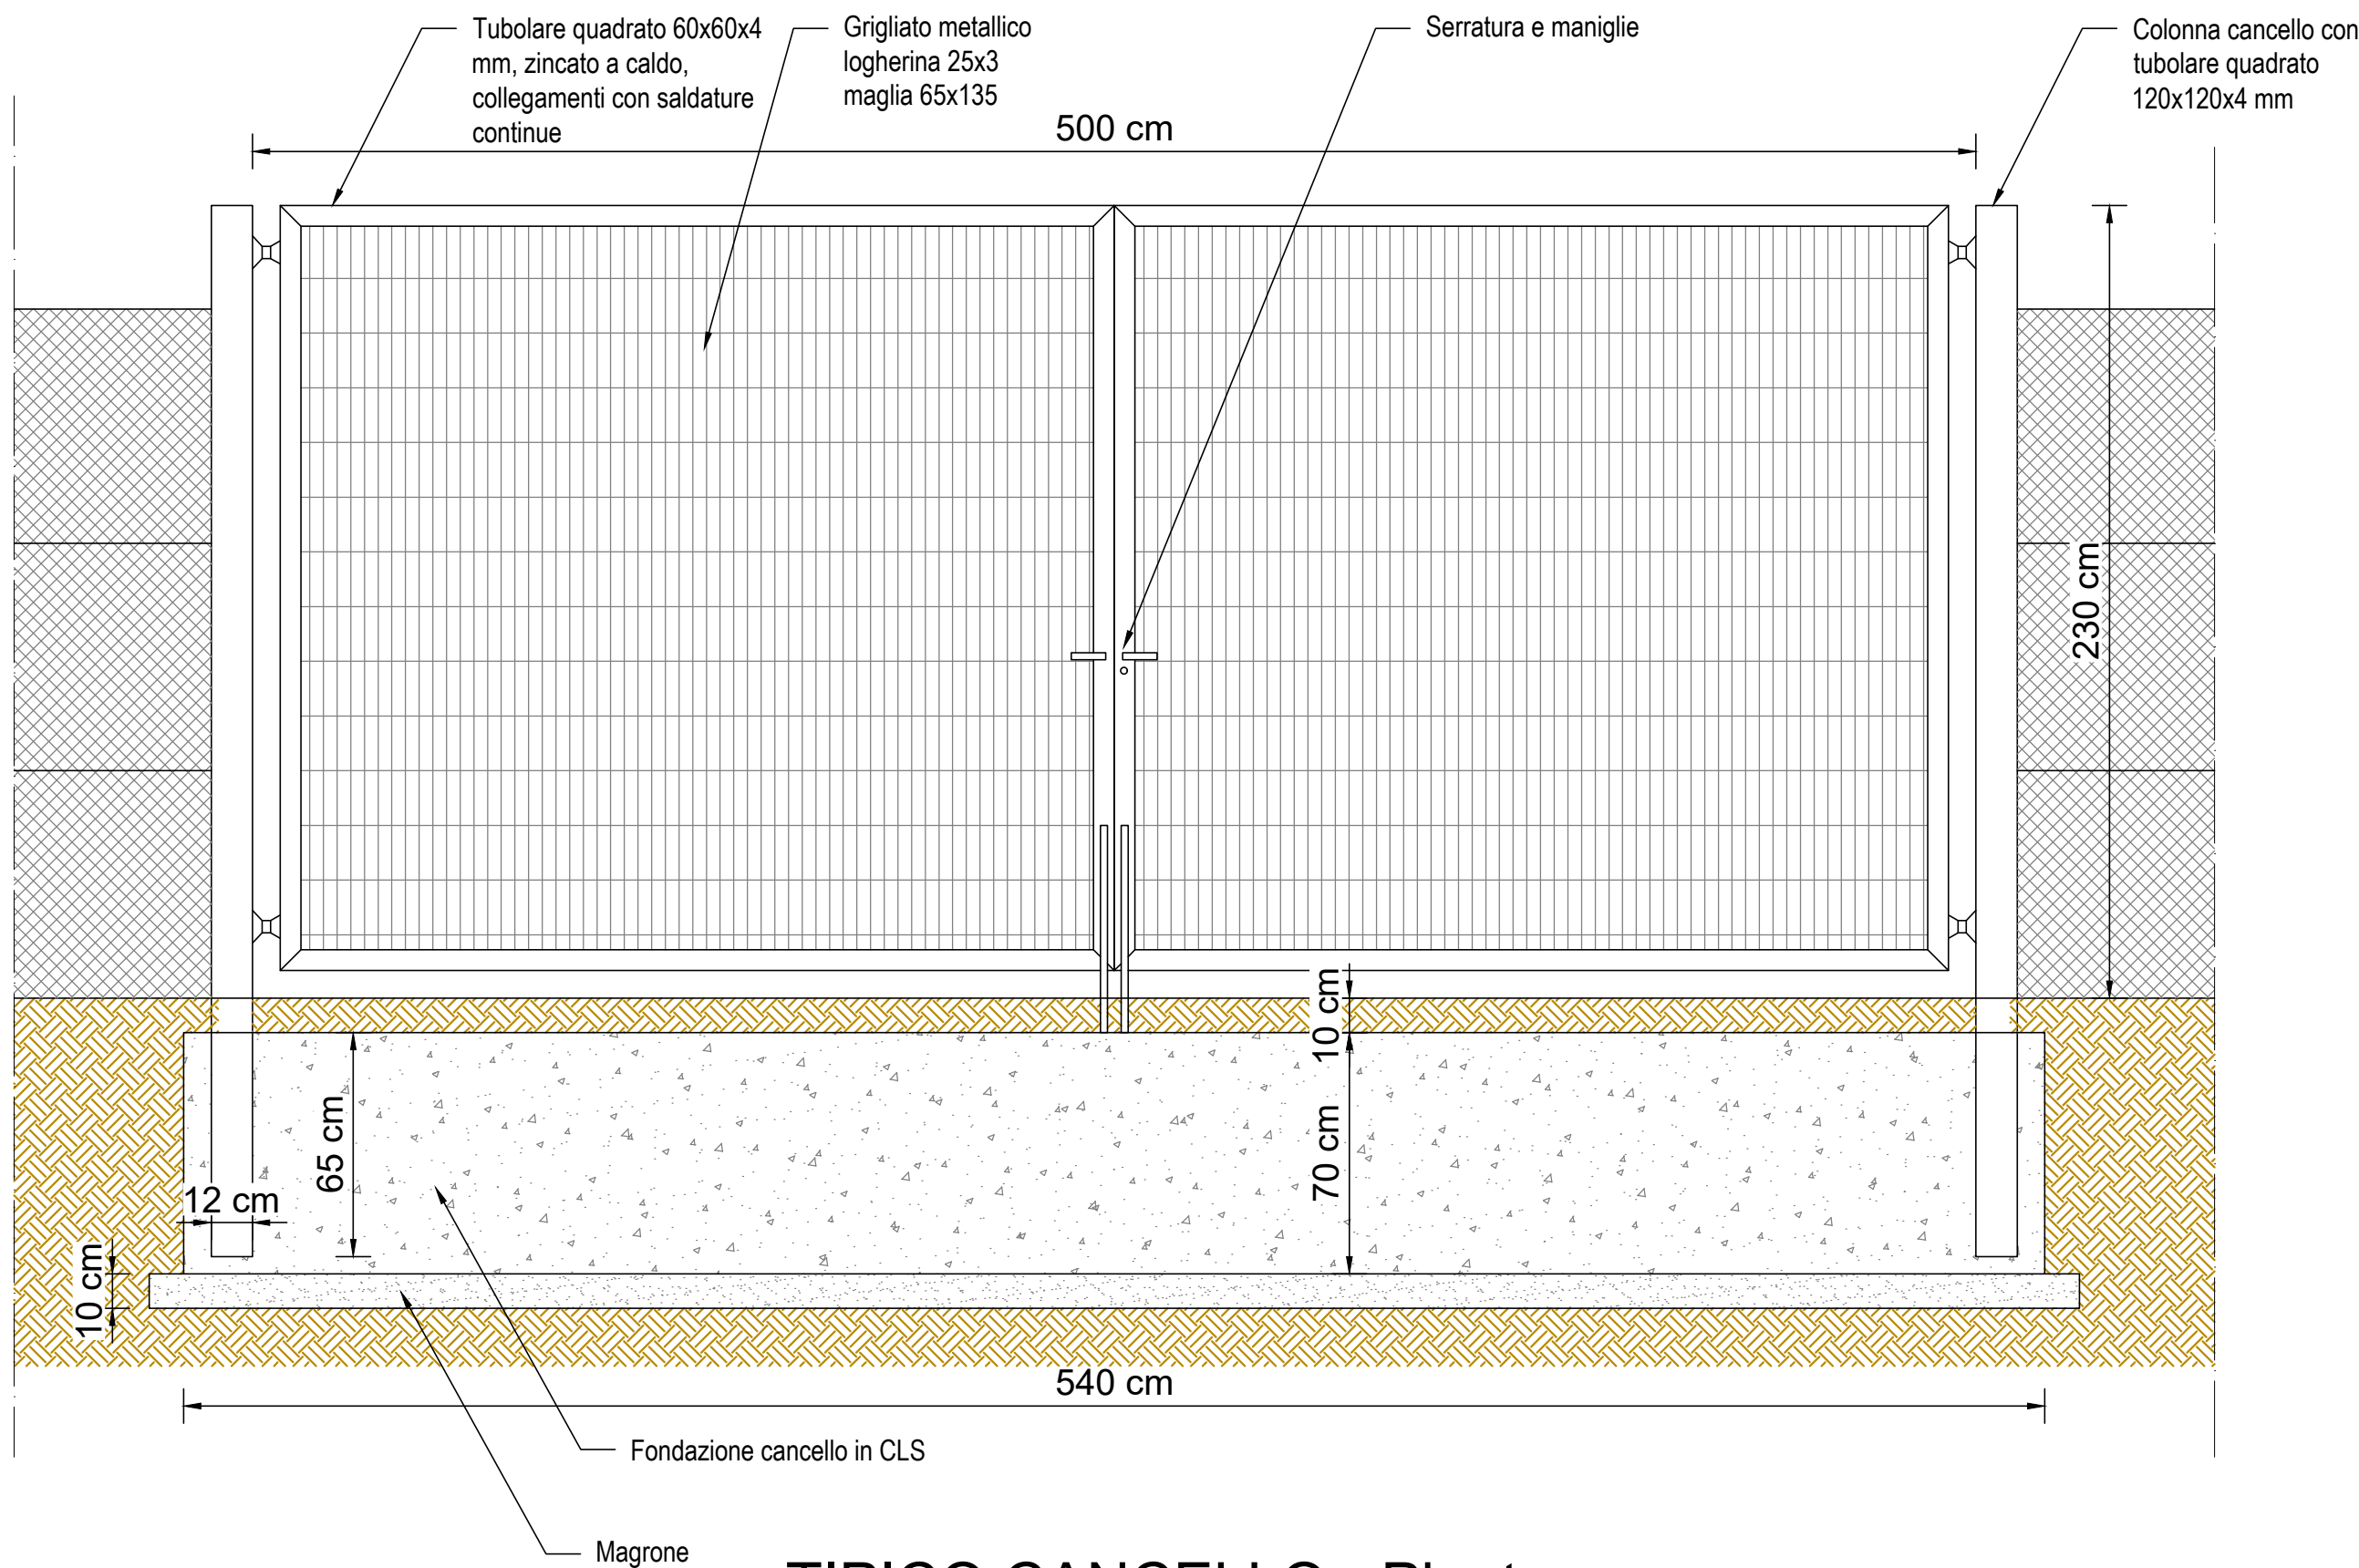 Tubolare quadrato 60x60x4
mm, zincato a caldo,
collegamenti con saldature
continue
Grigliato metallico
logherina 25x3
maglia 65x135
Serratura e maniglie
Colonna cancello con
tubolare quadrato
120x120x4 mm
500 cm
230 cm
10 cm
65 cm
70 cm
12 cm
10 cm
540 cm
Fondazione cancello in CLS
Magrone
TIPICO CANCELLO -